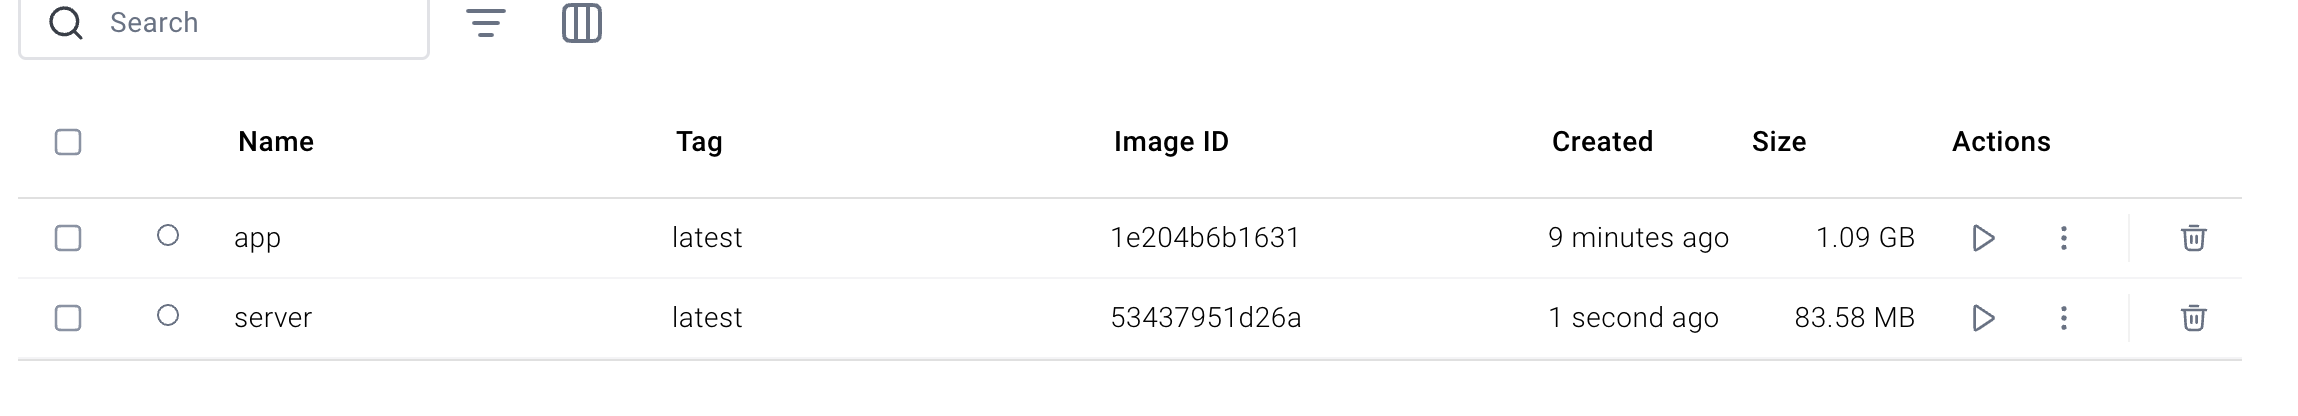 Search
Name Tag Image ID Created Size Actions
app latest 1e204b6b1631 9 minutes ago 1.09 GB
server latest 53437951d26a 1 second ago 83.58 MB